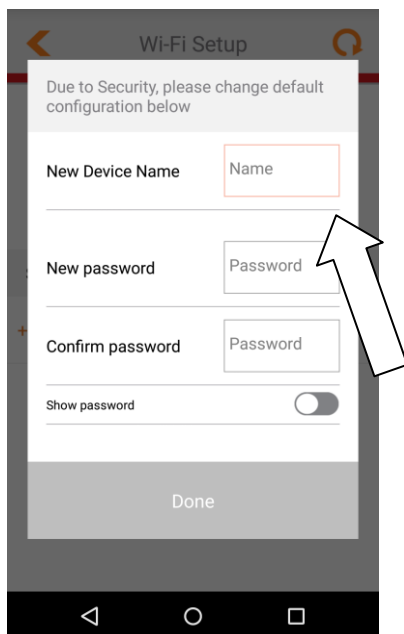 Wi-Fi Setup
Due to Security, please change default
configuration below
New Device Name
Name
New password
Password
Confirm password
Password
Show password
Done